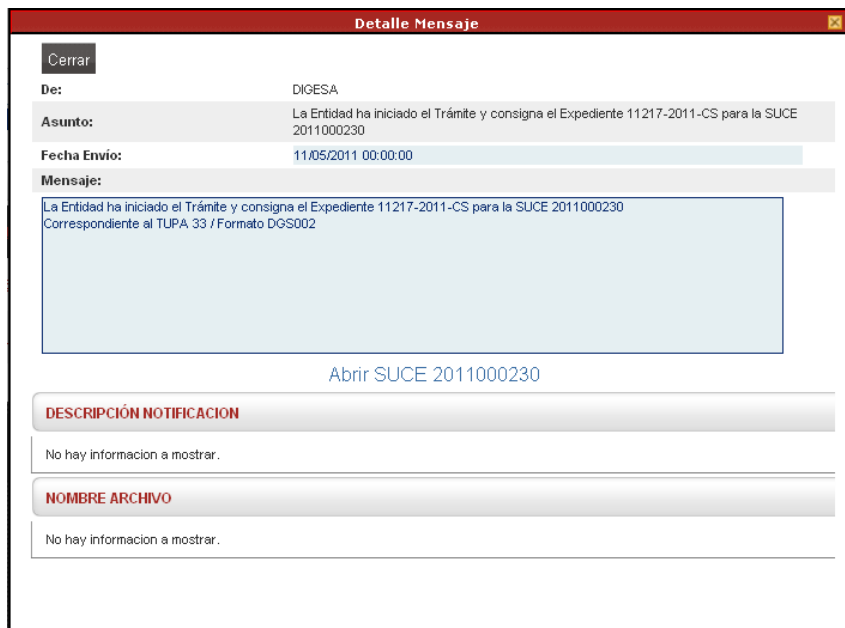 Detalle Mensaje
Cerrar
De: DIGESA
Asunto: La Entidad ha iniciado el Trámite y consigna el Expediente 11217-2011-CS para la SUCE
2011000230
Fecha Envío: 11/05/2011 00:00:00
Mensaje:
La Entidad ha iniciado el Trámite y consigna el Expediente 11217-2011-CS para la SUCE 2011000230
Correspondiente al TUPA 33 / Formato DGS002
Abrir SUCE 2011000230
DESCRIPCIÓN NOTIFICACION
No hay informacion a mostrar.
NOMBRE ARCHIVO
No hay informacion a mostrar.